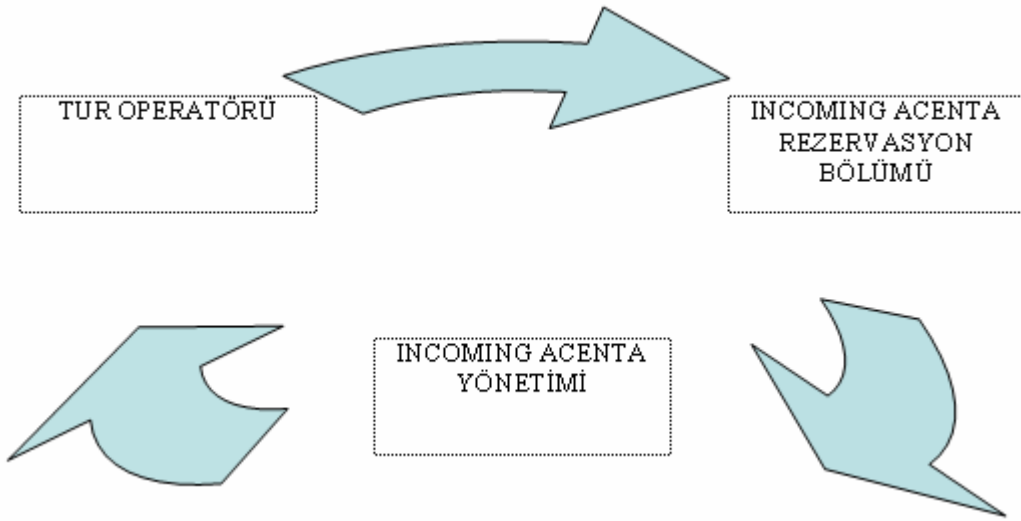 TUR OPERATÖRÜ
INCOMING ACENTA
REZERVASYON
BÖLÜMÜ
INCOMING ACENTA
YÖNETİMİ